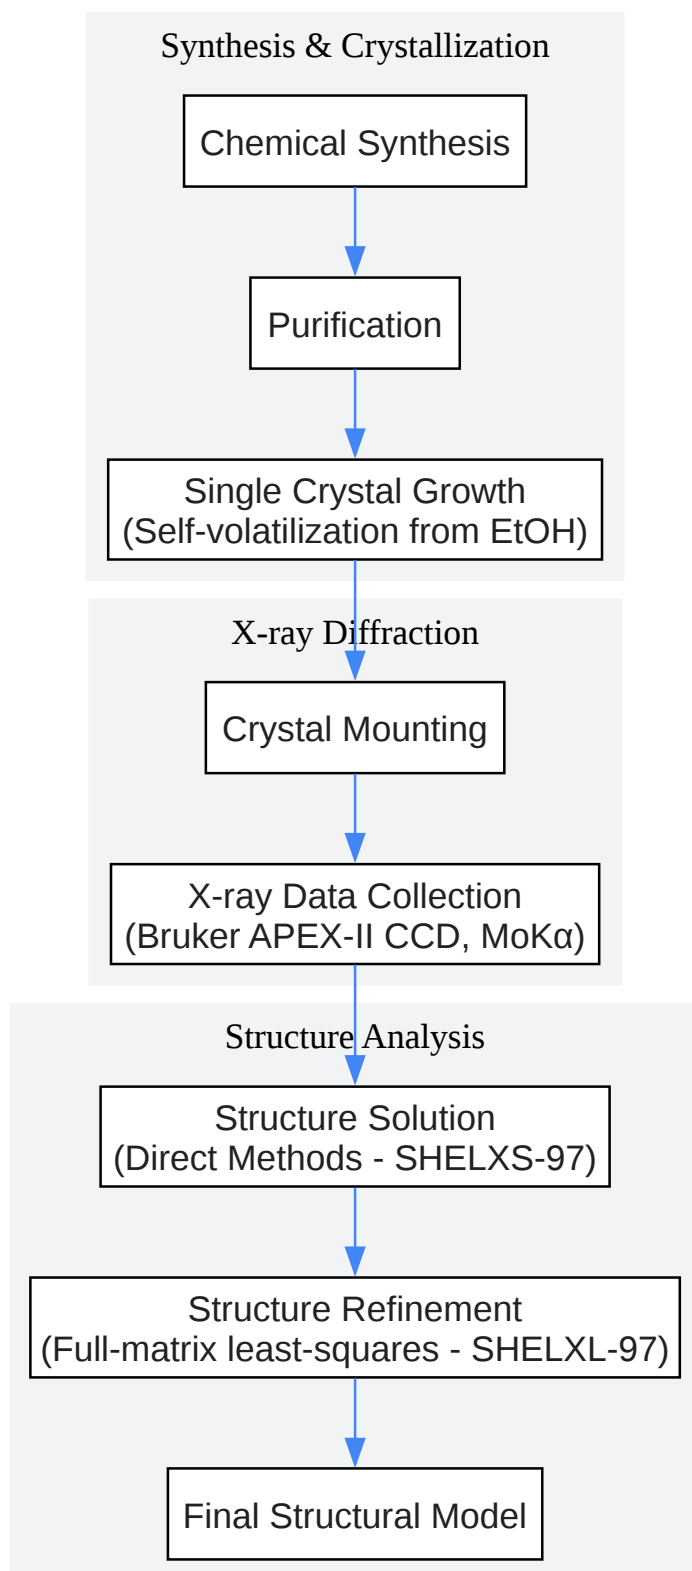 Synthesis & Crystallization
Chemical Synthesis
Purification
Single Crystal Growth
(Self-volatilization from EtOH)
X-ray Diffraction
Crystal Mounting
X-ray Data Collection
(Bruker APEX-II CCD, MoKα)
Structure Analysis
Structure Solution
(Direct Methods - SHELXS-97)
Structure Refinement
(Full-matrix least-squares - SHELXL-97)
Final Structural Model